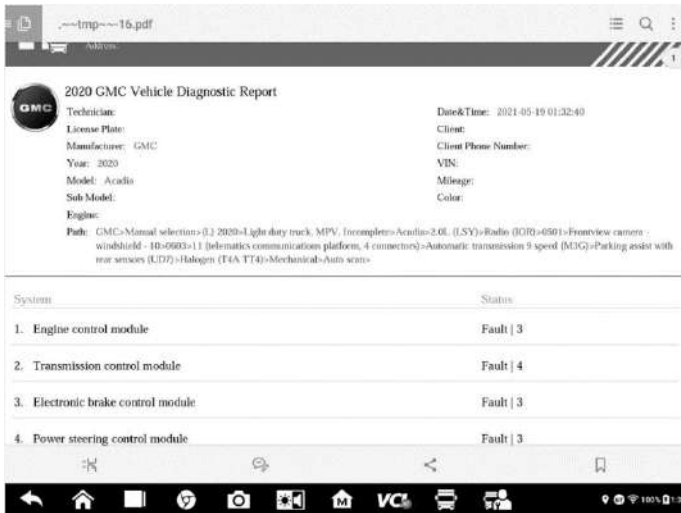 .~~tmp~~16.pdf
Address:
1
GMC
2020 GMC Vehicle Diagnostic Report
Technician:
Date&Time: 2021-05-19 01:32:40
License Plate:
Client:
Manufacturer: GMC
Client Phone Number:
Year: 2020
VIN:
Model: Acadia
Mileage:
Sub Model:
Color:
Engine:
Path: GMC>Manual selection>(L) 2020>Light duty truck, MPV, Incomplete>Acadia>2.0L (LSY)>Radio (IOR)>0501>Frontview camera -
windshield - 10>0603>11 (telematics communications platform, 4 connectors)>Automatic transmission 9 speed (M3G)>Parking assist with
rear sensors (UD7)>Halogen (T4A TT4)>Mechanical>Auto scan>
System
Status
1. Engine control module
Fault | 3
2. Transmission control module
Fault | 4
3. Electronic brake control module
Fault | 3
4. Power steering control module
Fault | 3
M
VCI
100%